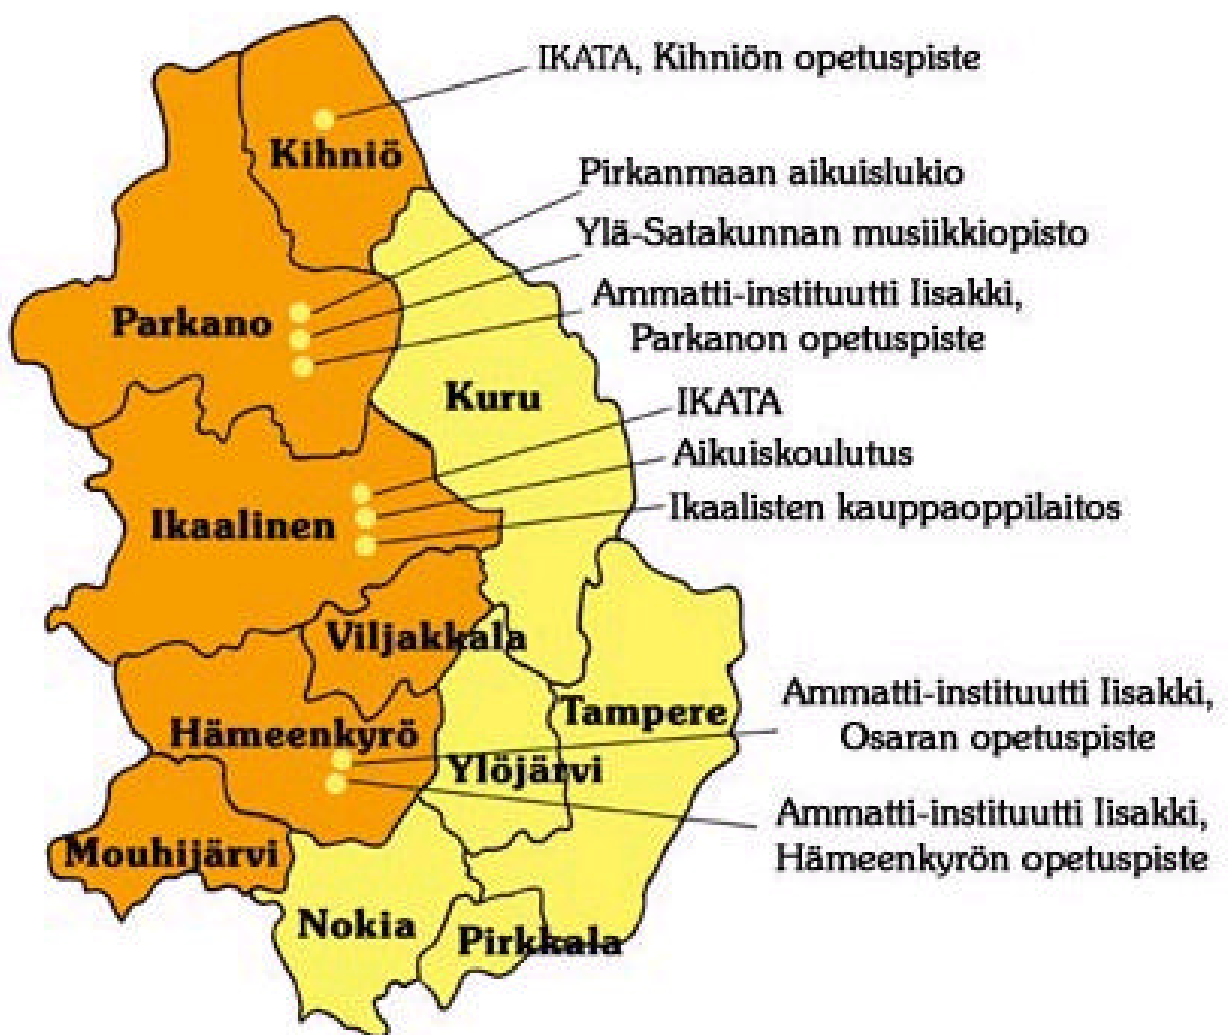 IKATA, Kihniön opetuspiste
Kihniö
Pirkanmaan aikuislukio
Ylä-Satakunnan musiikkiopisto
Ammatti-instituutti Iisakki,
Parkanon opetuspiste
Parkano
Kuru
IKATA
Aikuiskoulutus
Ikaalisten kauppaoppilaitos
Ikaalinen
Viljakkala
Ammatti-instituutti Iisakki,
Osaran opetuspiste
Tampere
Hämeenkyrö
Ylöjärvi
Ammatti-instituutti Iisakki,
Hämeenkyrön opetuspiste
Mouhijärvi
Nokia
Pirkkala